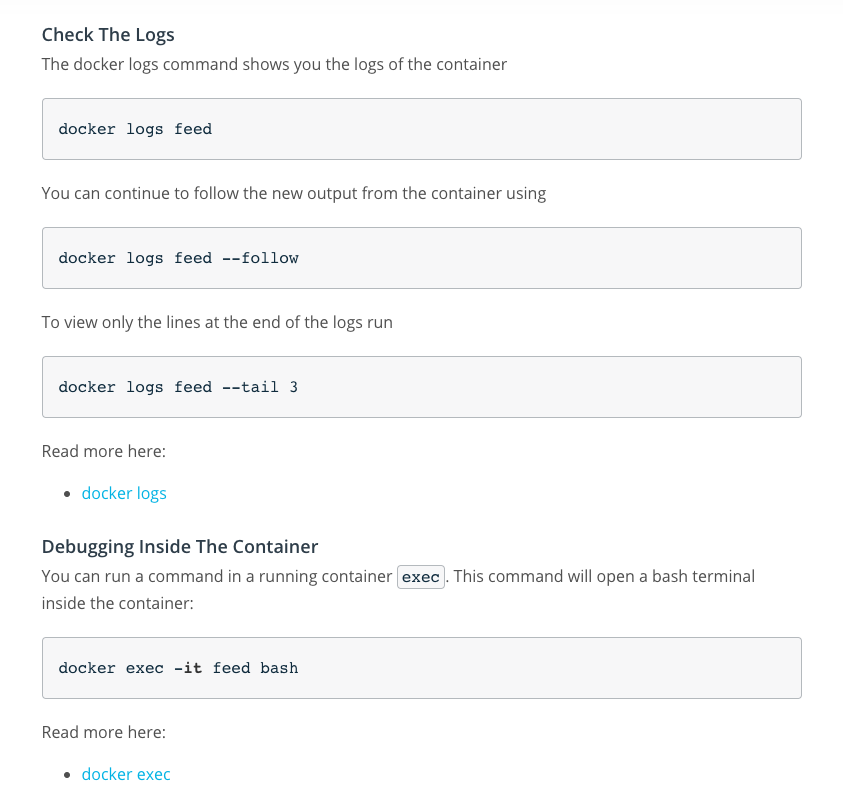 Check The Logs
The docker logs command shows you the logs of the container
docker logs feed
You can continue to follow the new output from the container using
docker logs feed --follow
To view only the lines at the end of the logs run
docker logs feed --tail 3
Read more here:
• docker logs
Debugging Inside The Container
You can run a command in a running container exec. This command will open a bash terminal
inside the container:
docker exec -it feed bash
Read more here:
• docker exec